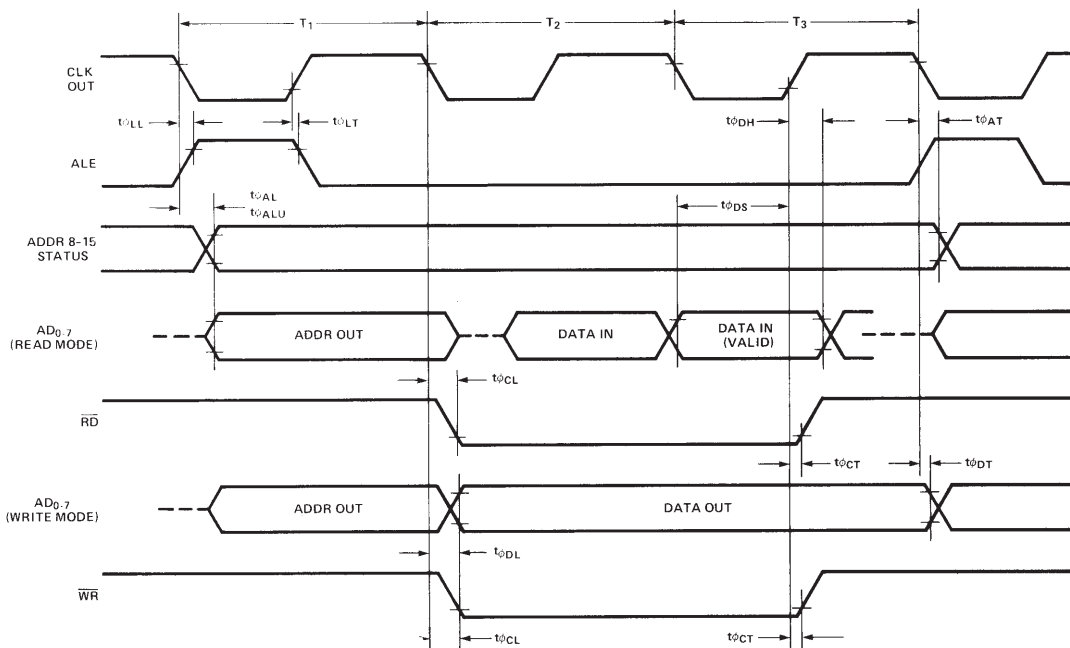 T₁ T₂ T₃
CLK OUT
tϕLL tϕLT tϕDH tϕAT
ALE
tϕAL
tϕALU
tϕDS
ADDR 8-15
STATUS
AD₀₋₇
(READ MODE)
ADDR OUT DATA IN DATA IN
(VALID)
tϕCL
R̅D̅
tϕCT tϕDT
AD₀₋₇
(WRITE MODE)
ADDR OUT DATA OUT
tϕDL
W̅R̅
tϕCL tϕCT